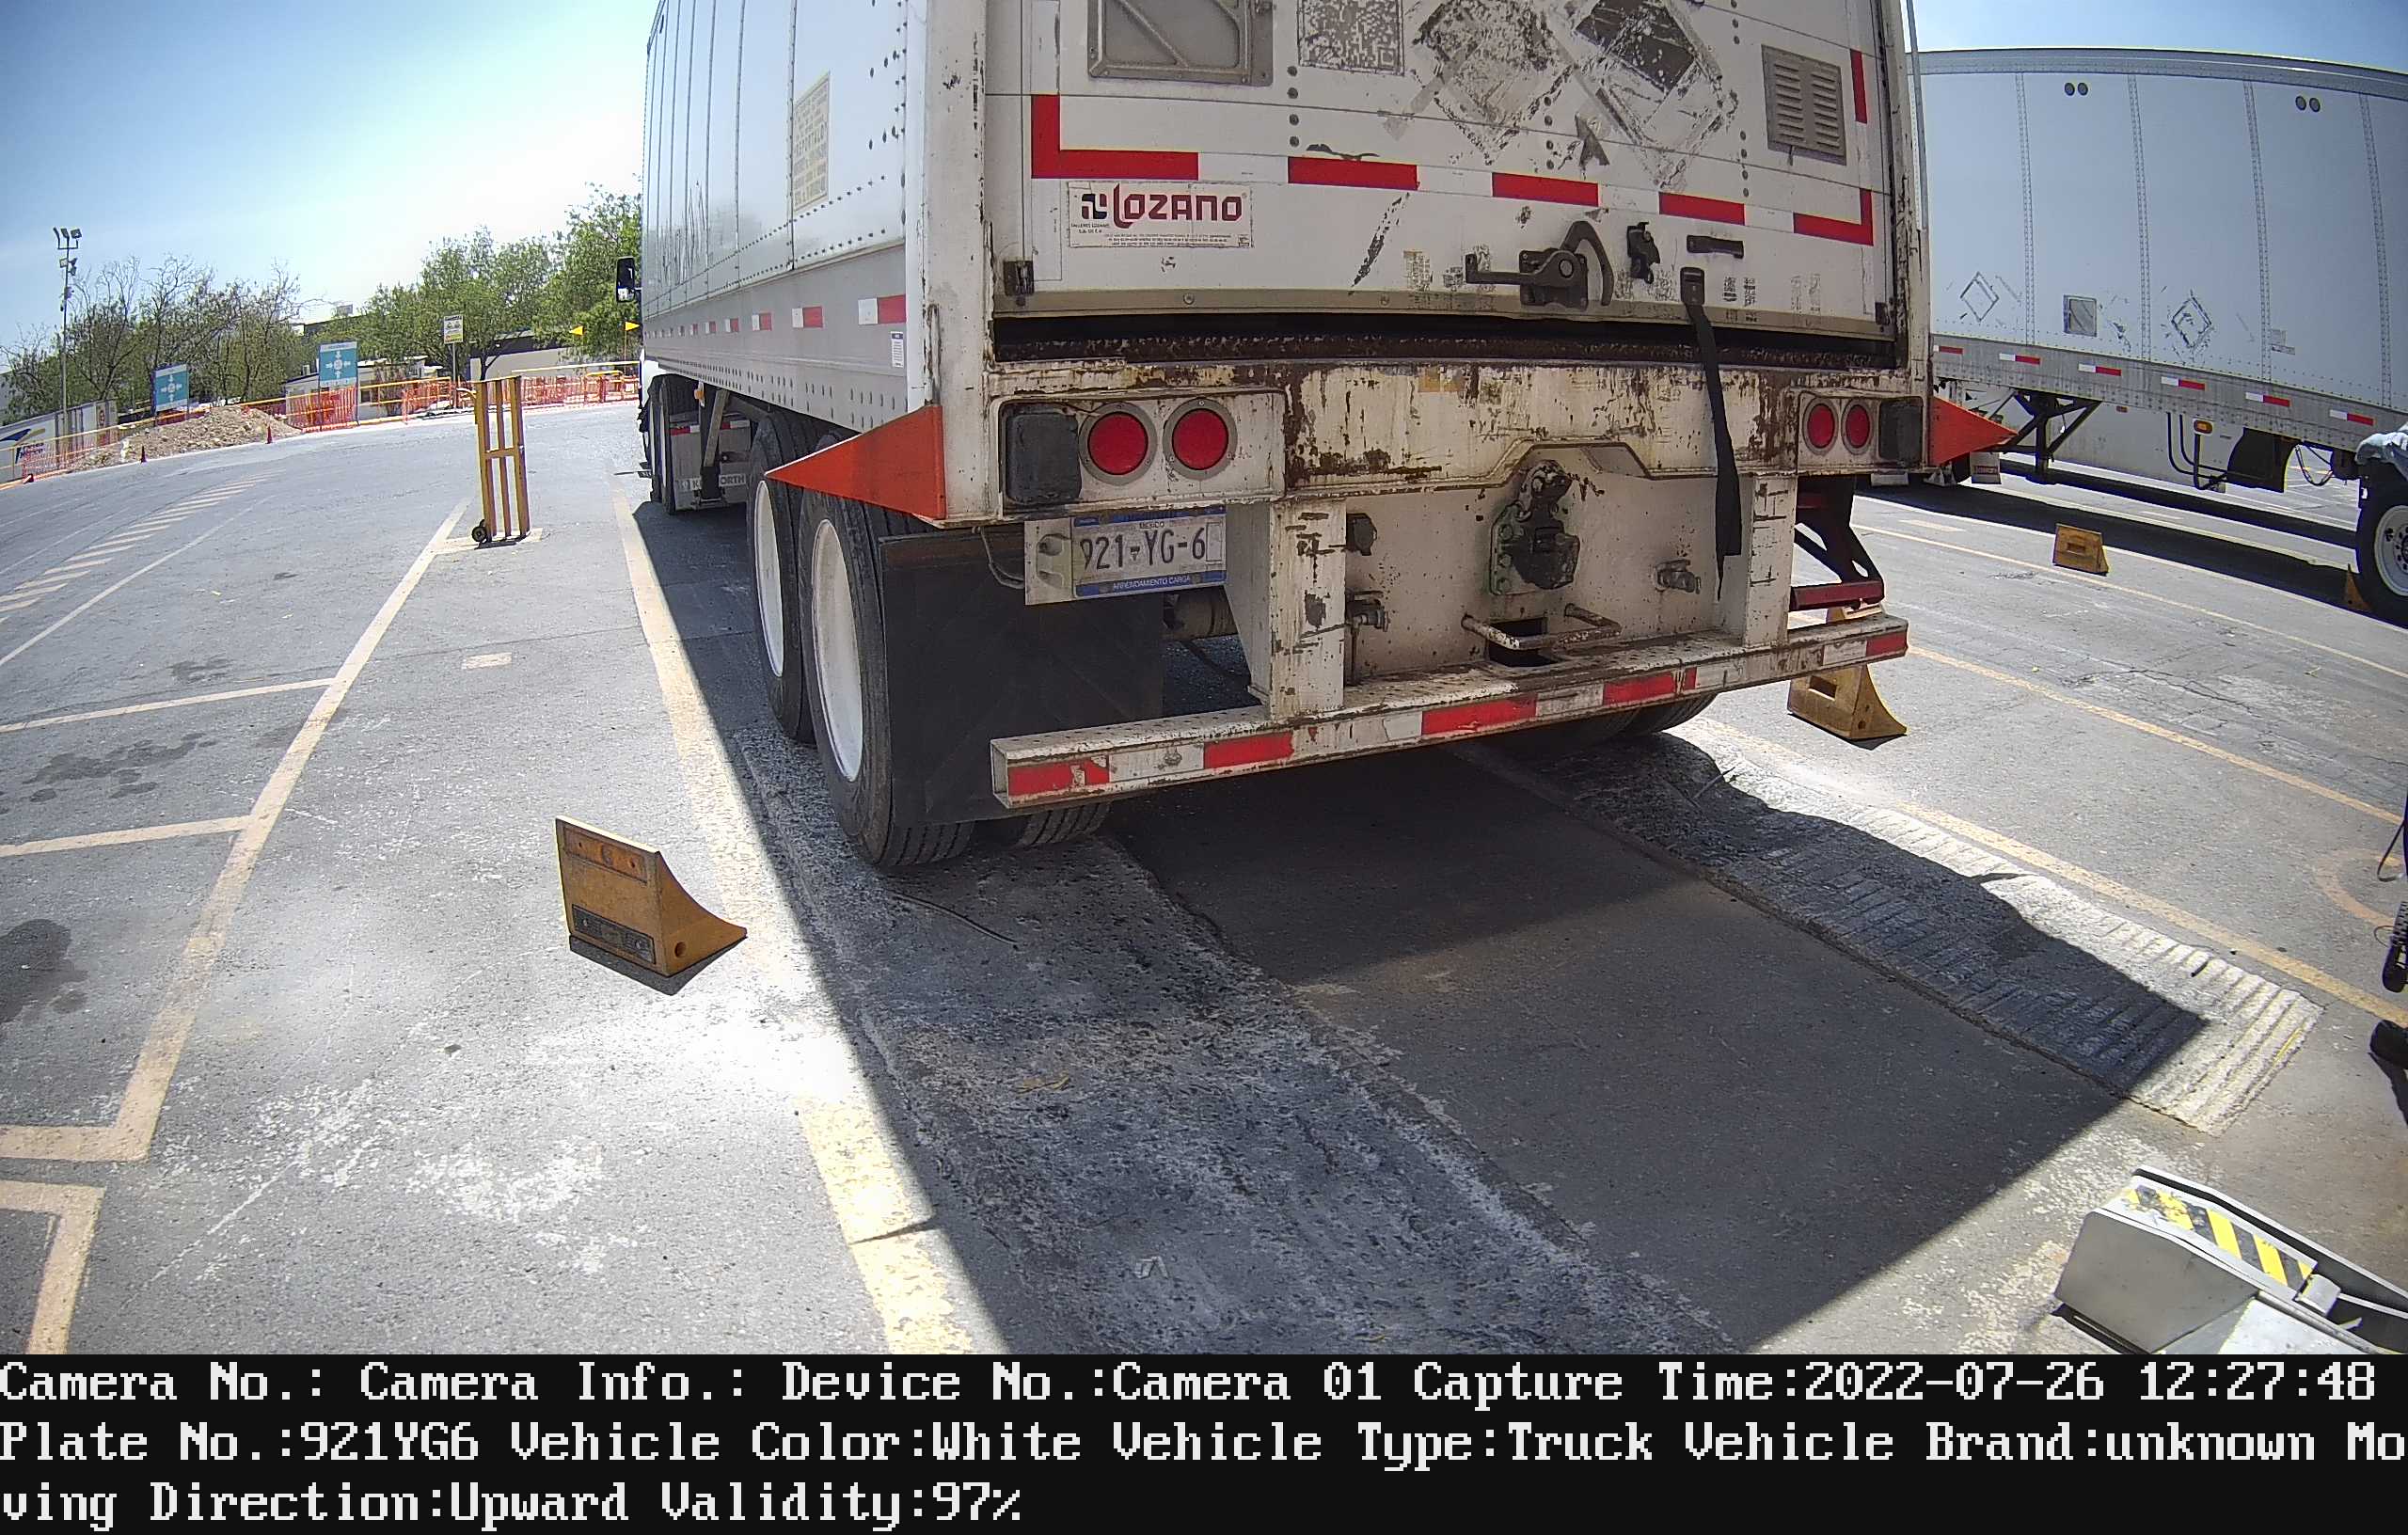 LOZANO
MEXICO
921-YG-6
ARRENDAMIENTO CARGA
Camera No.: Camera Info.: Device No.:Camera 01 Capture Time:2022-07-26 12:27:48
Plate No.:921YG6 Vehicle Color:White Vehicle Type:Truck Vehicle Brand:unknown Mo
ving Direction:Upward Validity:97%